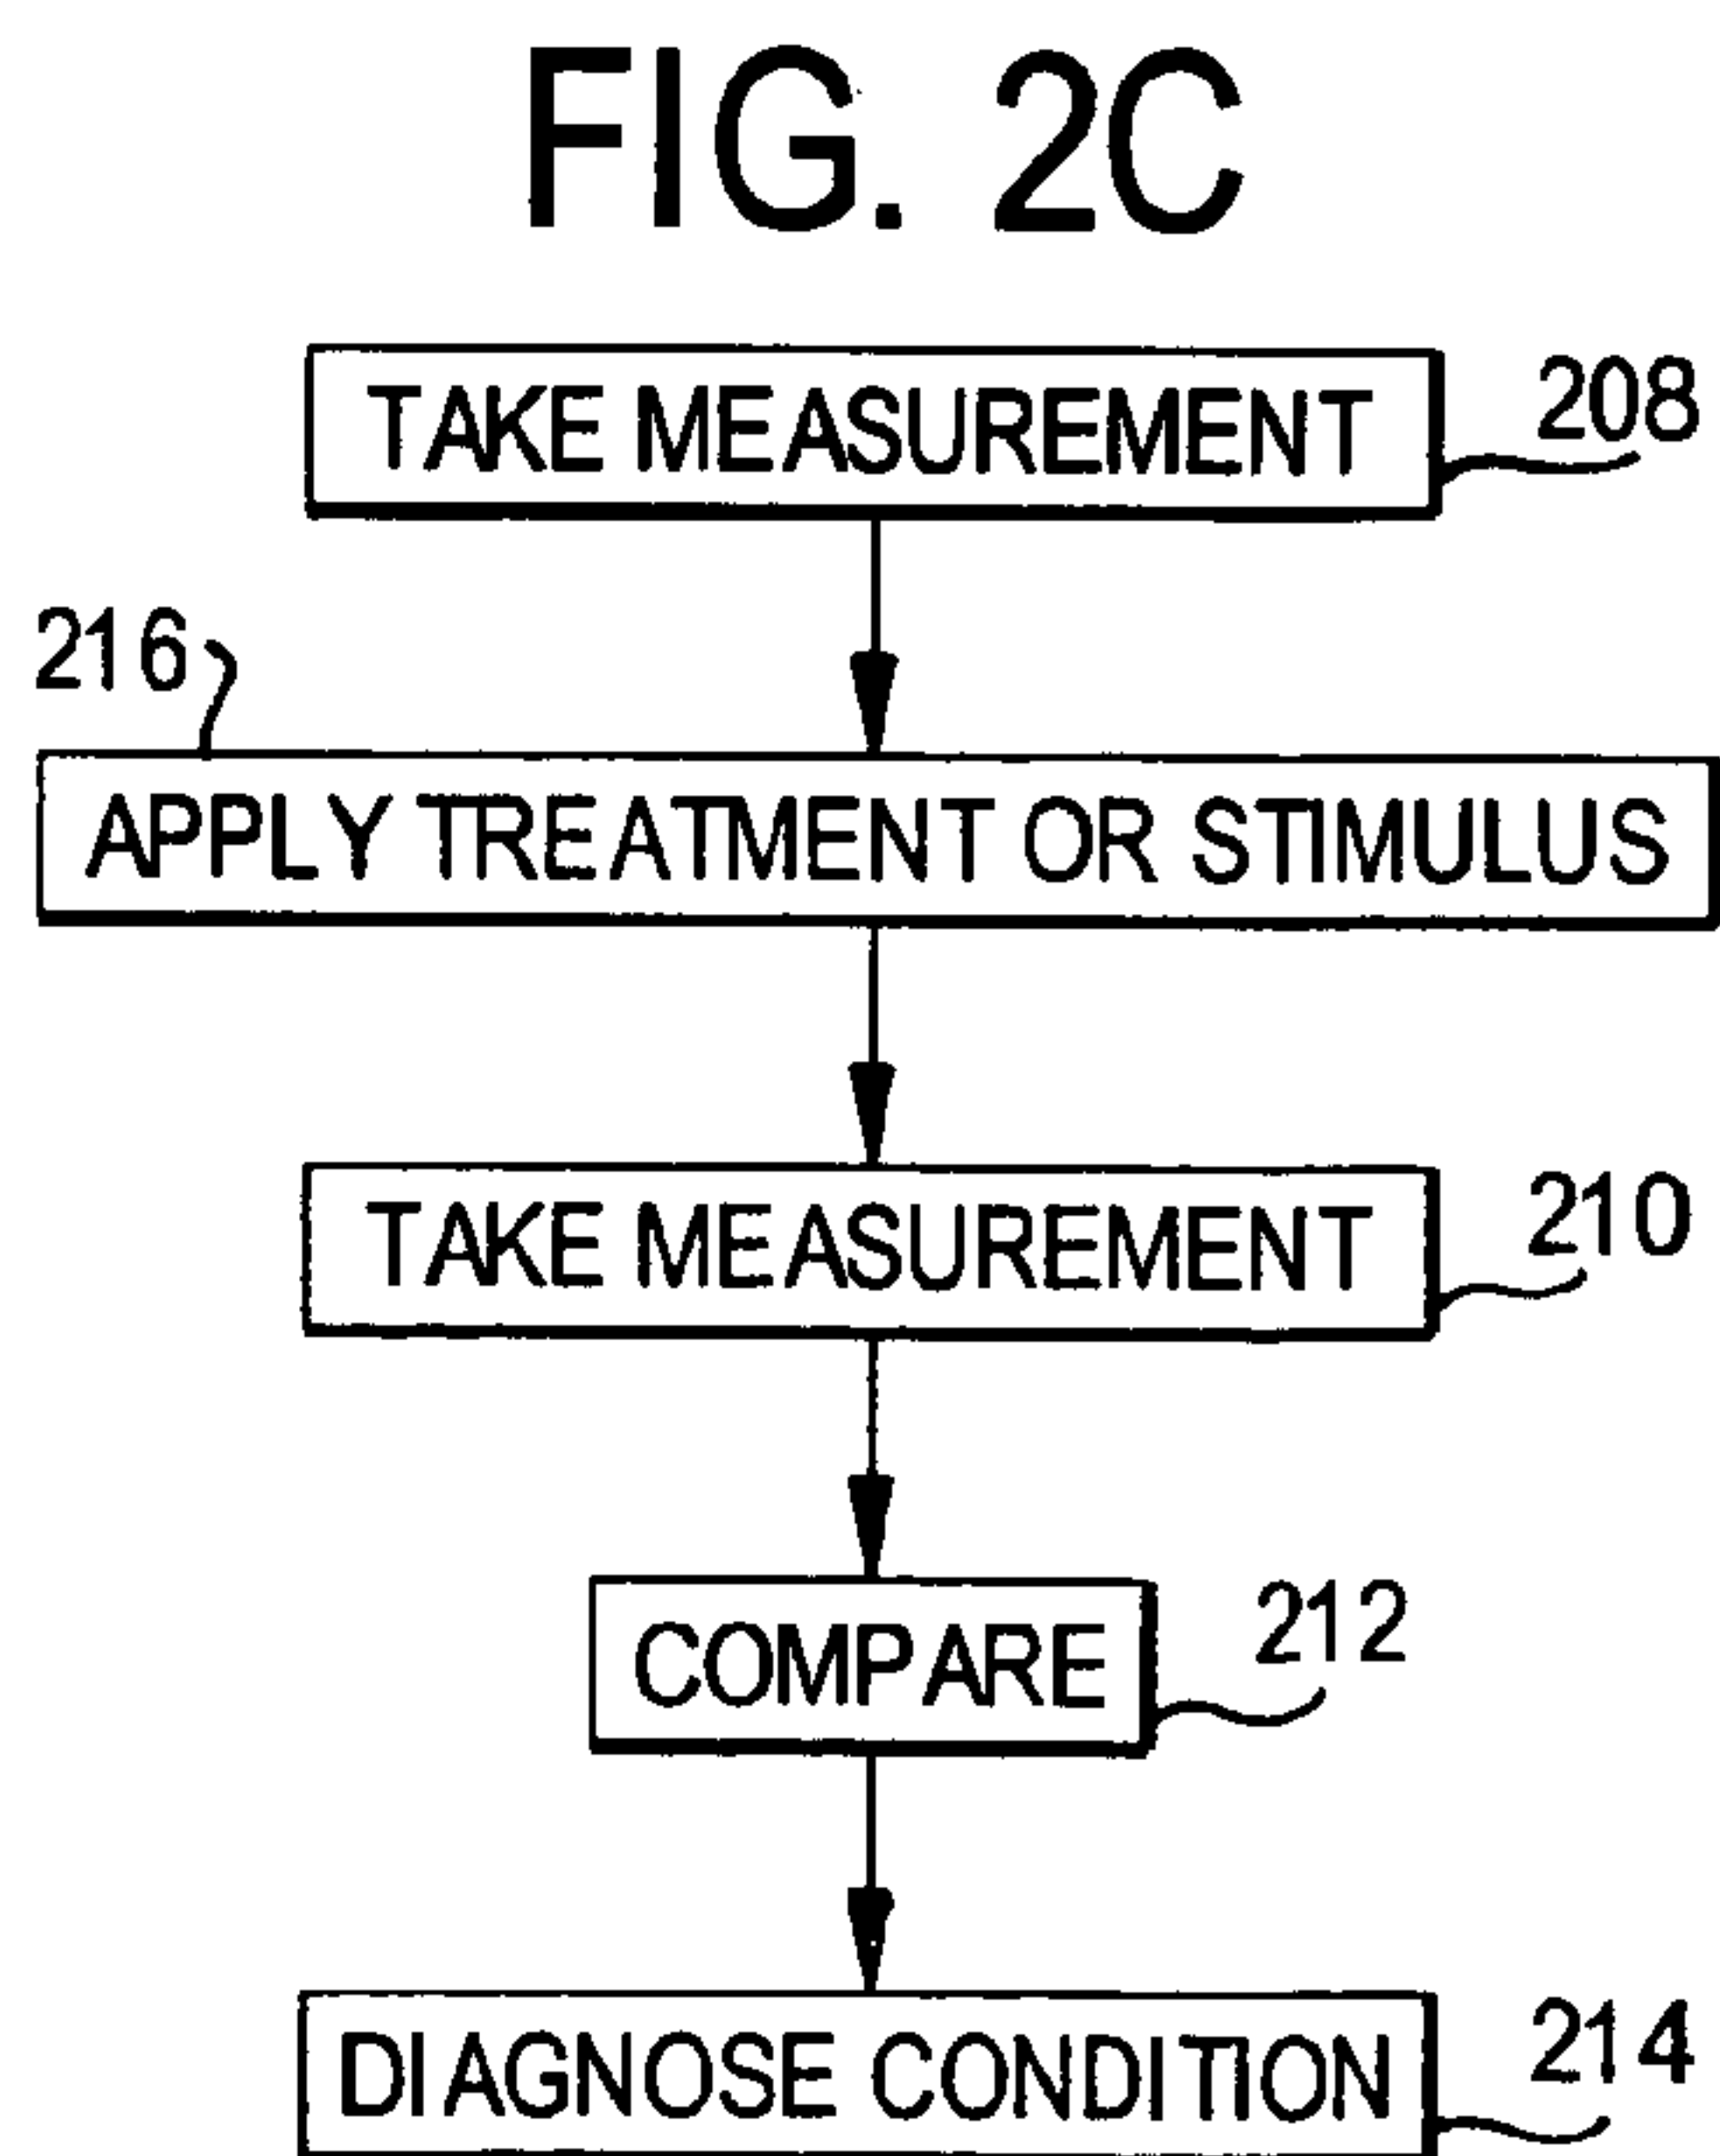 FIG. 2C
TAKE MEASUREMENT
208
216
APPLY TREATMENT OR STIMULUS
TAKE MEASUREMENT
210
COMPARE
212
DIAGNOSE CONDITION
214